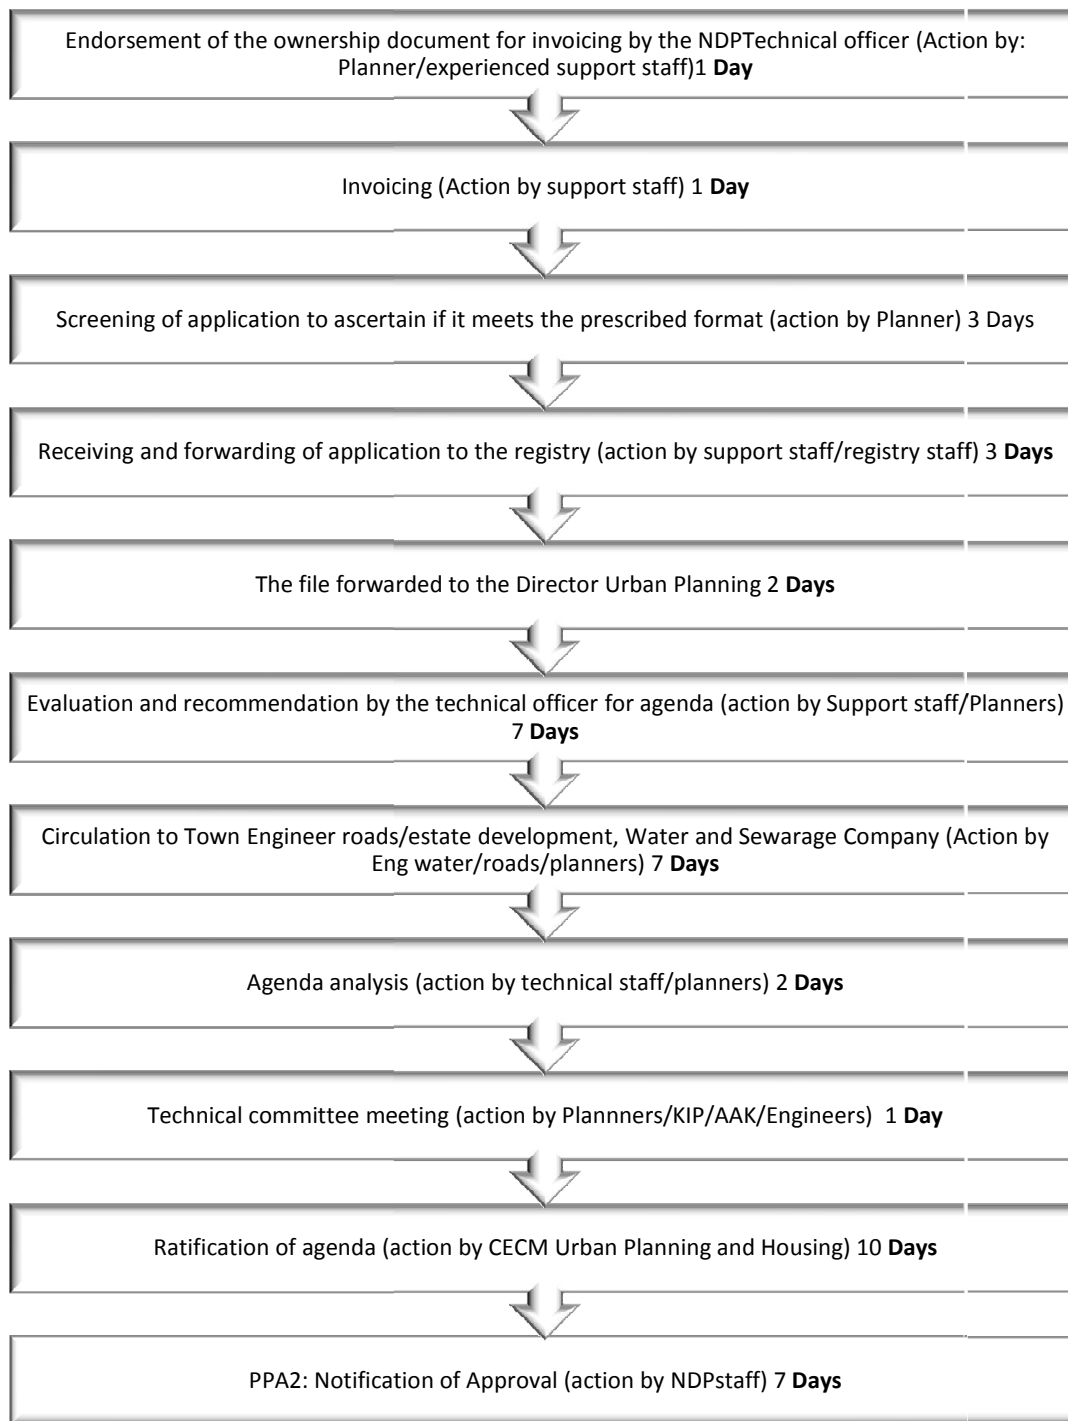 Endorsement of the ownership document for invoicing by the NDPTechnical officer (Action by:
Planner/experienced support staff)1 Day
Invoicing (Action by support staff) 1 Day
Screening of application to ascertain if it meets the prescribed format (action by Planner) 3 Days
Receiving and forwarding of application to the registry (action by support staff/registry staff) 3 Days
The file forwarded to the Director Urban Planning 2 Days
Evaluation and recommendation by the technical officer for agenda (action by Support staff/Planners)
7 Days
Circulation to Town Engineer roads/estate development, Water and Sewarage Company (Action by
Eng water/roads/planners) 7 Days
Agenda analysis (action by technical staff/planners) 2 Days
Technical committee meeting (action by Plannners/KIP/AAK/Engineers) 1 Day
Ratification of agenda (action by CECM Urban Planning and Housing) 10 Days
PPA2: Notification of Approval (action by NDPstaff) 7 Days